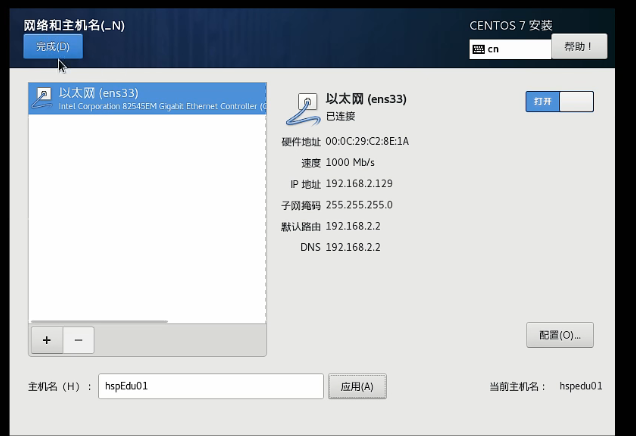 网络和主机名(_N)
CENTOS 7 安装
完成(D)
cn
帮助！
以太网 (ens33)
Intel Corporation 82545EM Gigabit Ethernet Controller (C
以太网 (ens33)
已连接
打开
硬件地址 00:0C:29:C2:8E:1A
速度 1000 Mb/s
IP 地址 192.168.2.129
子网掩码 255.255.255.0
默认路由 192.168.2.2
DNS 192.168.2.2
+ −
配置(O)...
主机名（H）： hspEdu01 应用(A) 当前主机名： hspedu01